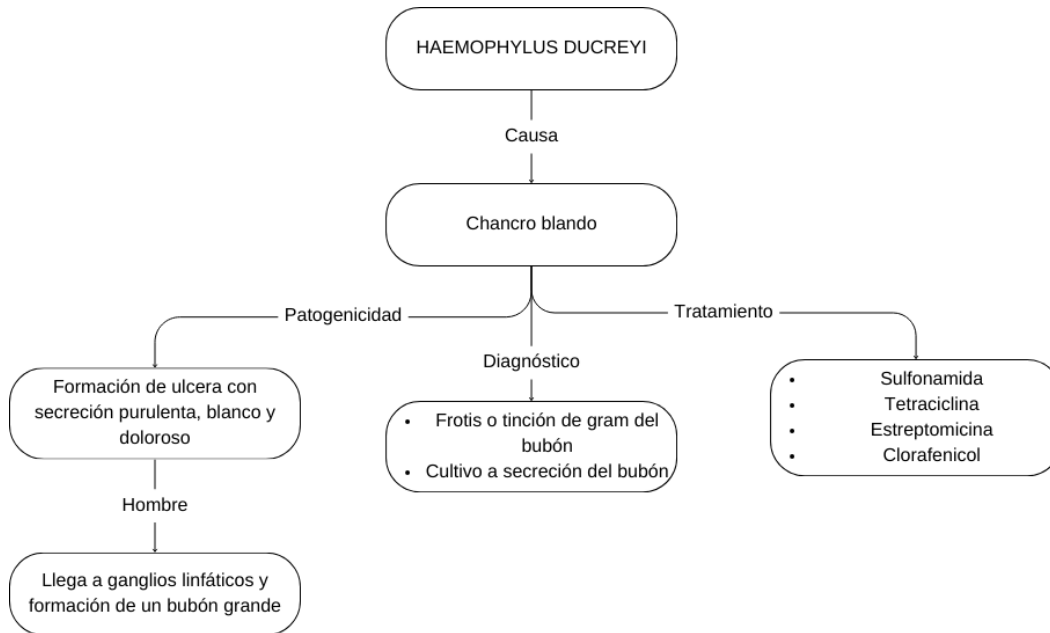 HAEMOPHYLUS DUCREYI
Causa
Chancro blando
Patogenicidad
Formación de ulcera con
secreción purulenta, blanco y
doloroso
Hombre
Llega a ganglios linfáticos y
formación de un bubón grande
Diagnóstico
• Frotis o tinción de gram del
bubón
• Cultivo a secreción del bubón
Tratamiento
• Sulfonamida
• Tetraciclina
• Estreptomicina
• Clorafenicol